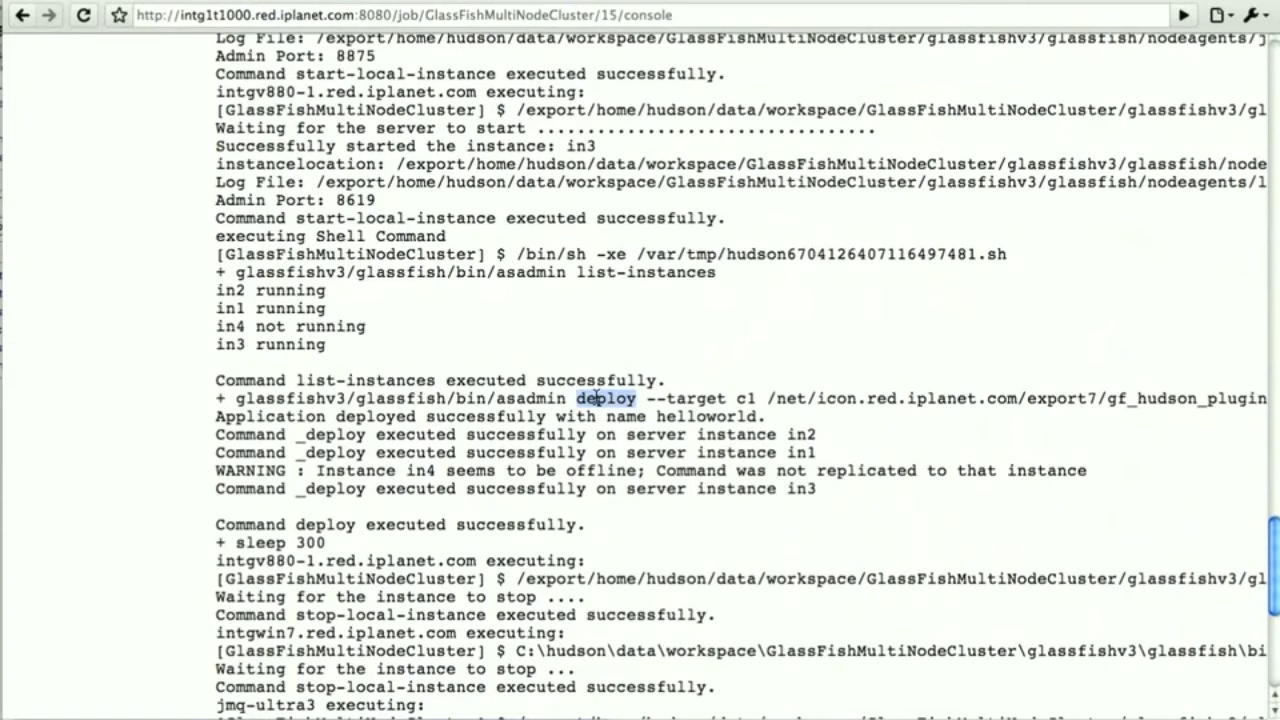 http://intg1t1000.red.iplanet.com:8080/job/GlassFishMultiNodeCluster/15/console
Log File: /export/home/hudson/data/workspace/GlassFishMultiNodeCluster/glassfishv3/glassfish/nodeagents/j
Admin Port: 8875
Command start-local-instance executed successfully.
intgv880-1.red.iplanet.com executing:
[GlassFishMultiNodeCluster] $ /export/home/hudson/data/workspace/GlassFishMultiNodeCluster/glassfishv3/gl
Waiting for the server to start ..................................
Successfully started the instance: in3
instancelocation: /export/home/hudson/data/workspace/GlassFishMultiNodeCluster/glassfishv3/glassfish/node
Log File: /export/home/hudson/data/workspace/GlassFishMultiNodeCluster/glassfishv3/glassfish/nodeagents/l
Admin Port: 8619
Command start-local-instance executed successfully.
executing Shell Command
[GlassFishMultiNodeCluster] $ /bin/sh -xe /var/tmp/hudson6704126407116497481.sh
+ glassfishv3/glassfish/bin/asadmin list-instances
in2 running
in1 running
in4 not running
in3 running
Command list-instances executed successfully.
+ glassfishv3/glassfish/bin/asadmin deploy --target c1 /net/icon.red.iplanet.com/export7/gf_hudson_plugin
Application deployed successfully with name helloworld.
Command _deploy executed successfully on server instance in2
Command _deploy executed successfully on server instance in1
WARNING : Instance in4 seems to be offline; Command was not replicated to that instance
Command _deploy executed successfully on server instance in3
Command deploy executed successfully.
+ sleep 300
intgv880-1.red.iplanet.com executing:
[GlassFishMultiNodeCluster] $ /export/home/hudson/data/workspace/GlassFishMultiNodeCluster/glassfishv3/gl
Waiting for the instance to stop ....
Command stop-local-instance executed successfully.
intgwin7.red.iplanet.com executing:
[GlassFishMultiNodeCluster] $ C:\hudson\data\workspace\GlassFishMultiNodeCluster\glassfishv3\glassfish\bi
Waiting for the instance to stop ...
Command stop-local-instance executed successfully.
jmq-ultra3 executing: